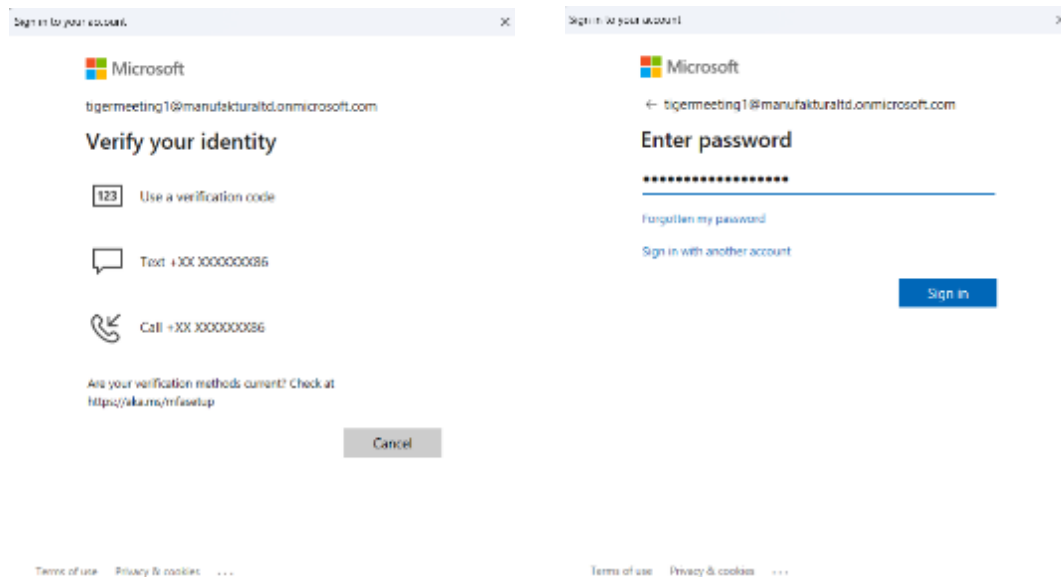 Sign in to your account
Microsoft
tigermeeting1@manufakturaltd.onmicrosoft.com
Verify your identity
123 Use a verification code
Text +XX XXXXXXXX86
Call +XX XXXXXXXX86
Are your verification methods current? Check at
https://aka.ms/mfasetup
Cancel
Terms of use Privacy & cookies ...
Sign in to your account
Microsoft
← tigermeeting1@manufakturaltd.onmicrosoft.com
Enter password
••••••••••••••••••
Forgotten my password
Sign in with another account
Sign in
Terms of use Privacy & cookies ...